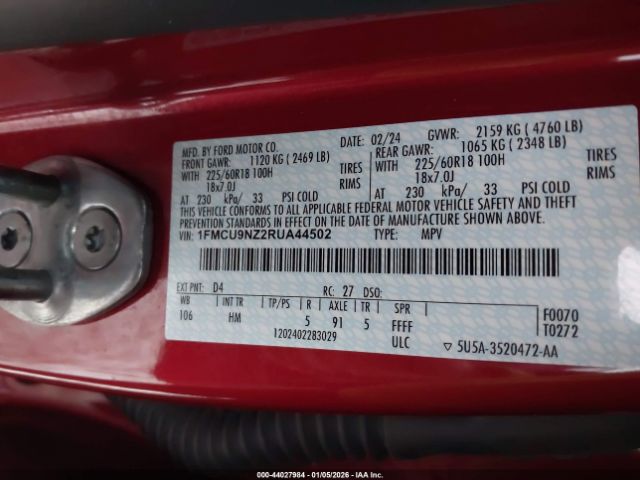 MFD. BY FORD MOTOR CO. DATE: 02/24 GVWR: 2159 KG ( 4760 LB)
FRONT GAWR: 1120 KG ( 2469 LB) REAR GAWR: 1065 KG ( 2348 LB)
WITH 225/60R18 100H TIRES WITH 225/60R18 100H TIRES
18x7.0J RIMS 18x7.0J RIMS
AT 230 kPa/ 33 PSI COLD AT 230 kPa/ 33 PSI COLD
THIS VEHICLE CONFORMS TO ALL APPLICABLE FEDERAL MOTOR VEHICLE SAFETY AND THEFT
PREVENTION STANDARDS IN EFFECT ON THE DATE OF MANUFACTURE SHOWN ABOVE.
VIN: 1FMCU9NZ2RUA44502 TYPE: MPV
EXT PNT: D4 RC: 27 DSO:
WB INT TR TP/PS R AXLE TR SPR F0070
106 HM 5 91 5 FFFF T0272
1202402283029 ULC ▽ 5U5A-3520472-AA
000-44027984 | 01/05/2026 - © IAA, Inc.